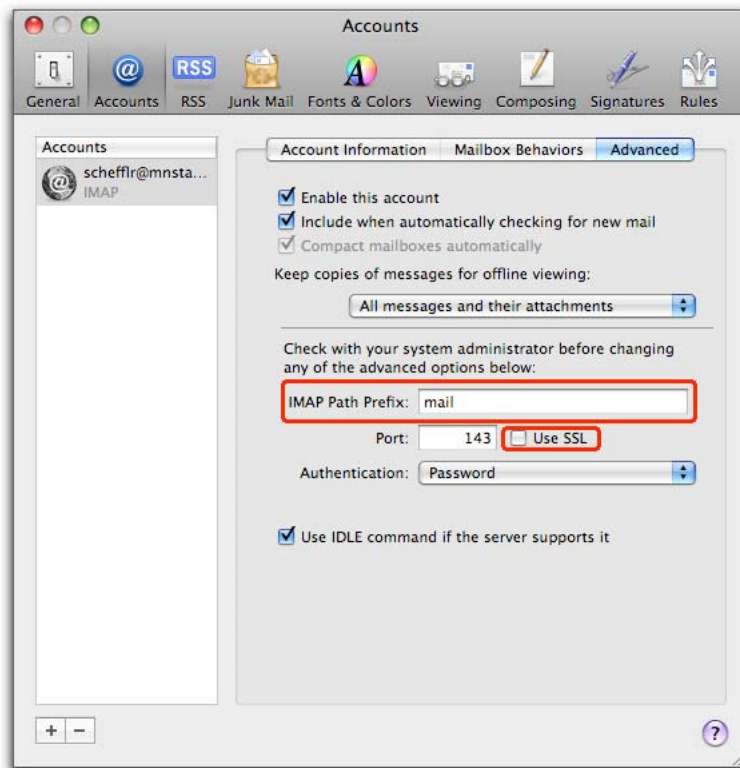 Accounts
General Accounts RSS Junk Mail Fonts & Colors Viewing Composing Signatures Rules
RSS
Accounts
schefflr@mnsta...
IMAP
Account Information Mailbox Behaviors Advanced
Enable this account
Include when automatically checking for new mail
Compact mailboxes automatically
Keep copies of messages for offline viewing:
All messages and their attachments
Check with your system administrator before changing
any of the advanced options below:
IMAP Path Prefix: mail
Port: 143 Use SSL
Authentication: Password
Use IDLE command if the server supports it
+ − ?